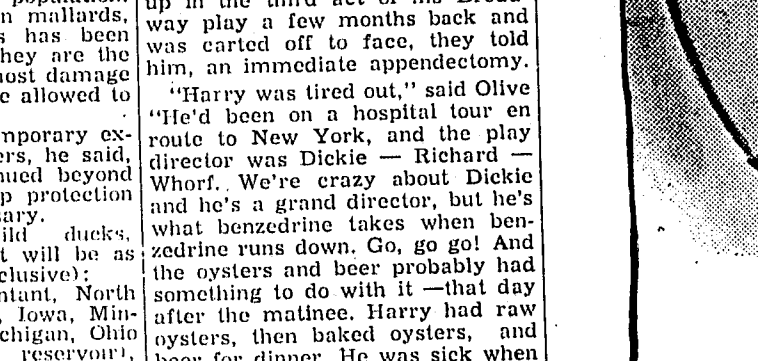 n mallards,
s has been
hey are the
nost damage
e allowed to
mporary ex-
ers, he said,
nued beyond
p protection
sary.
ild ducks,
t will be as
clusive):
ntant, North
, Iowa, Min-
chigan, Ohio
reservoir),
up in the third act of his Broad-
way play a few months back and
was carted off to face, they told
him, an immediate appendectomy.
"Harry was tired out," said Olive
"He'd been on a hospital tour en
route to New York, and the play
director was Dickie — Richard —
Whorf. We're crazy about Dickie
and he's a grand director, but he's
what benzedrine takes when ben-
zedrine runs down. Go, go go! And
the oysters and beer probably had
something to do with it —that day
after the matinee. Harry had raw
oysters, then baked oysters, and
beer for dinner. He was sick when